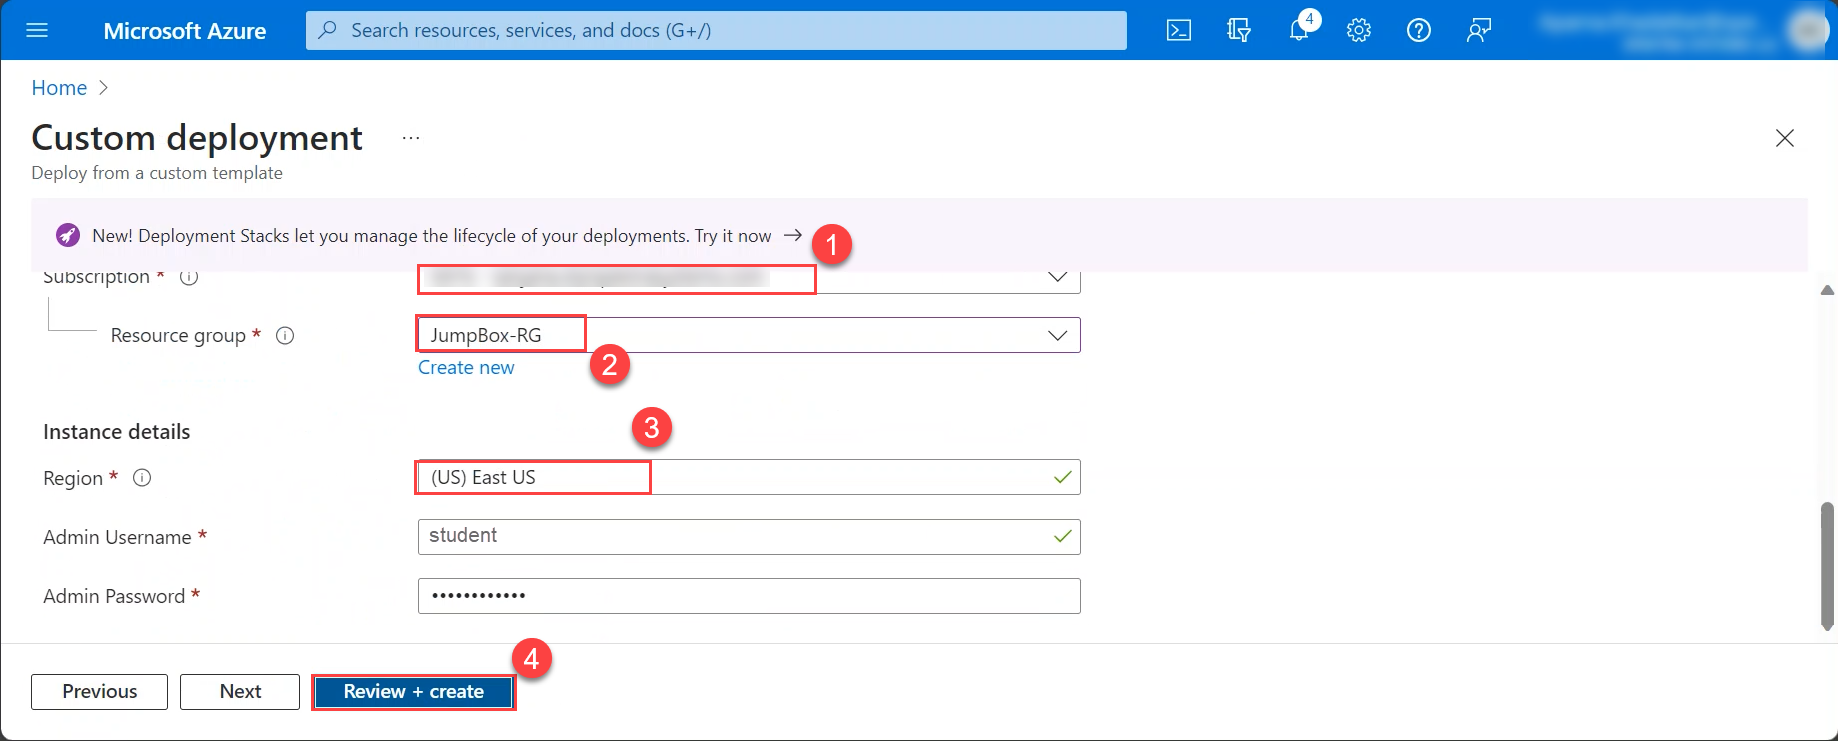 Microsoft Azure
Search resources, services, and docs (G+/)
4
Home
Custom deployment ...
Deploy from a custom template
New! Deployment Stacks let you manage the lifecycle of your deployments. Try it now →
1
Subscription *
Resource group *
JumpBox-RG
Create new
2
Instance details
3
Region *
(US) East US
Admin Username *
student
Admin Password *
••••••••••••
4
Previous
Next
Review + create